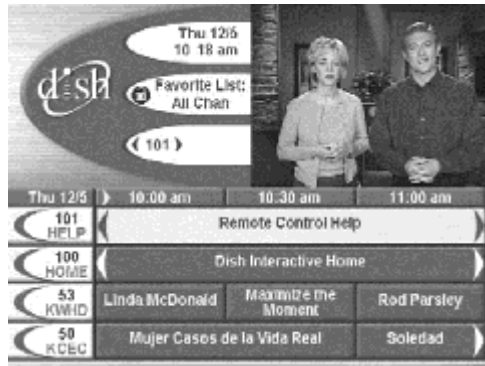 Thu 12/5
10 18 am
dish
Favorite List:
All Chan
101
Thu 12/5 10:00 am 10:30 am 11:00 am
101
HELP
Remote Control Help
100
HOME
Dish Interactive Home
53
KWHD
Linda McDonald
Maximize the
Moment
Rod Parsley
50
KCEC
Mujer Casos de la Vida Real
Soledad